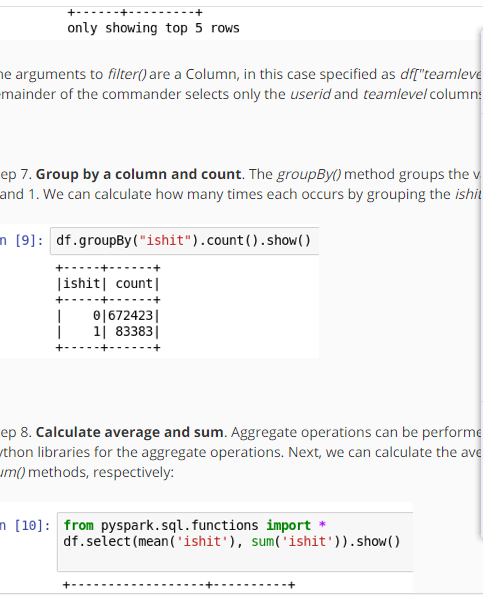 +------+---------+
only showing top 5 rows
he arguments to filter() are a Column, in this case specified as df["teamleve
emainder of the commander selects only the userid and teamlevel columns
ep 7. Group by a column and count. The groupBy() method groups the v
and 1. We can calculate how many times each occurs by grouping the ishit
n [9]: df.groupBy("ishit").count().show()
+-----+------+
|ishit| count|
+-----+------+
|    0|672423|
|    1| 83383|
+-----+------+
ep 8. Calculate average and sum. Aggregate operations can be performe
ython libraries for the aggregate operations. Next, we can calculate the ave
um() methods, respectively:
n [10]: from pyspark.sql.functions import *
df.select(mean('ishit'), sum('ishit')).show()
+-----------------+----------+